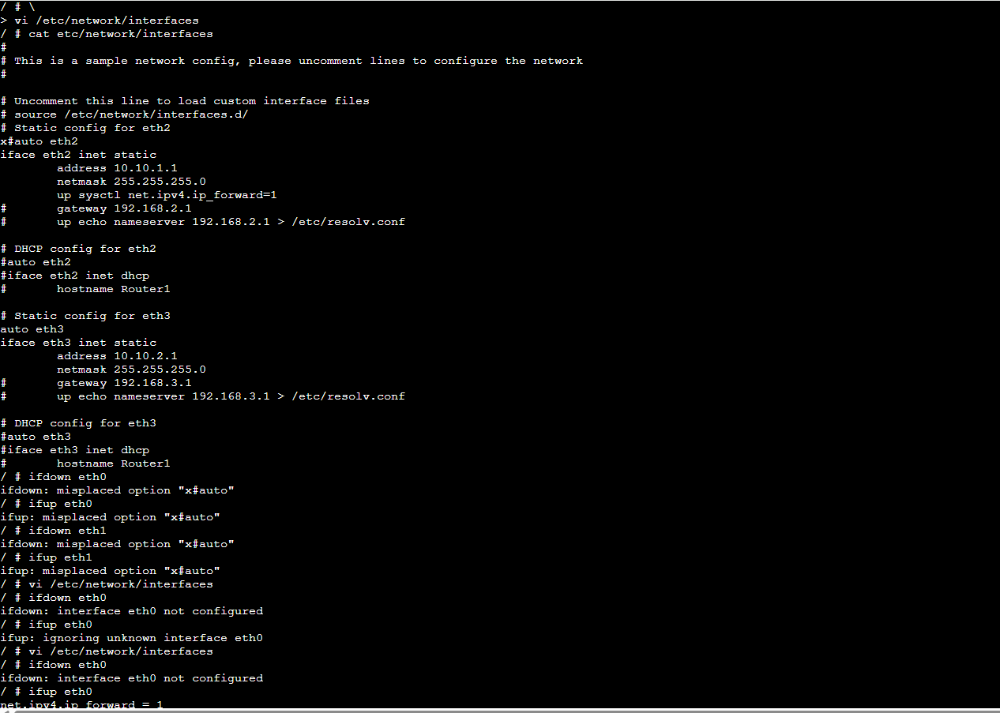 / # \
> vi /etc/network/interfaces
/ # cat etc/network/interfaces
#
# This is a sample network config, please uncomment lines to configure the network
#
# Uncomment this line to load custom interface files
# source /etc/network/interfaces.d/
# Static config for eth2
x#auto eth2
iface eth2 inet static
address 10.10.1.1
netmask 255.255.255.0
up sysctl net.ipv4.ip_forward=1
# gateway 192.168.2.1
# up echo nameserver 192.168.2.1 > /etc/resolv.conf
# DHCP config for eth2
#auto eth2
#iface eth2 inet dhcp
# hostname Router1
# Static config for eth3
auto eth3
iface eth3 inet static
address 10.10.2.1
netmask 255.255.255.0
# gateway 192.168.3.1
# up echo nameserver 192.168.3.1 > /etc/resolv.conf
# DHCP config for eth3
#auto eth3
#iface eth3 inet dhcp
# hostname Router1
/ # ifdown eth0
ifdown: misplaced option "x#auto"
/ # ifup eth0
ifup: misplaced option "x#auto"
/ # ifdown eth1
ifdown: misplaced option "x#auto"
/ # ifup eth1
ifup: misplaced option "x#auto"
/ # vi /etc/network/interfaces
/ # ifdown eth0
ifdown: interface eth0 not configured
/ # ifup eth0
ifup: ignoring unknown interface eth0
/ # vi /etc/network/interfaces
/ # ifdown eth0
ifdown: interface eth0 not configured
/ # ifup eth0
net.ipv4.ip_forward = 1